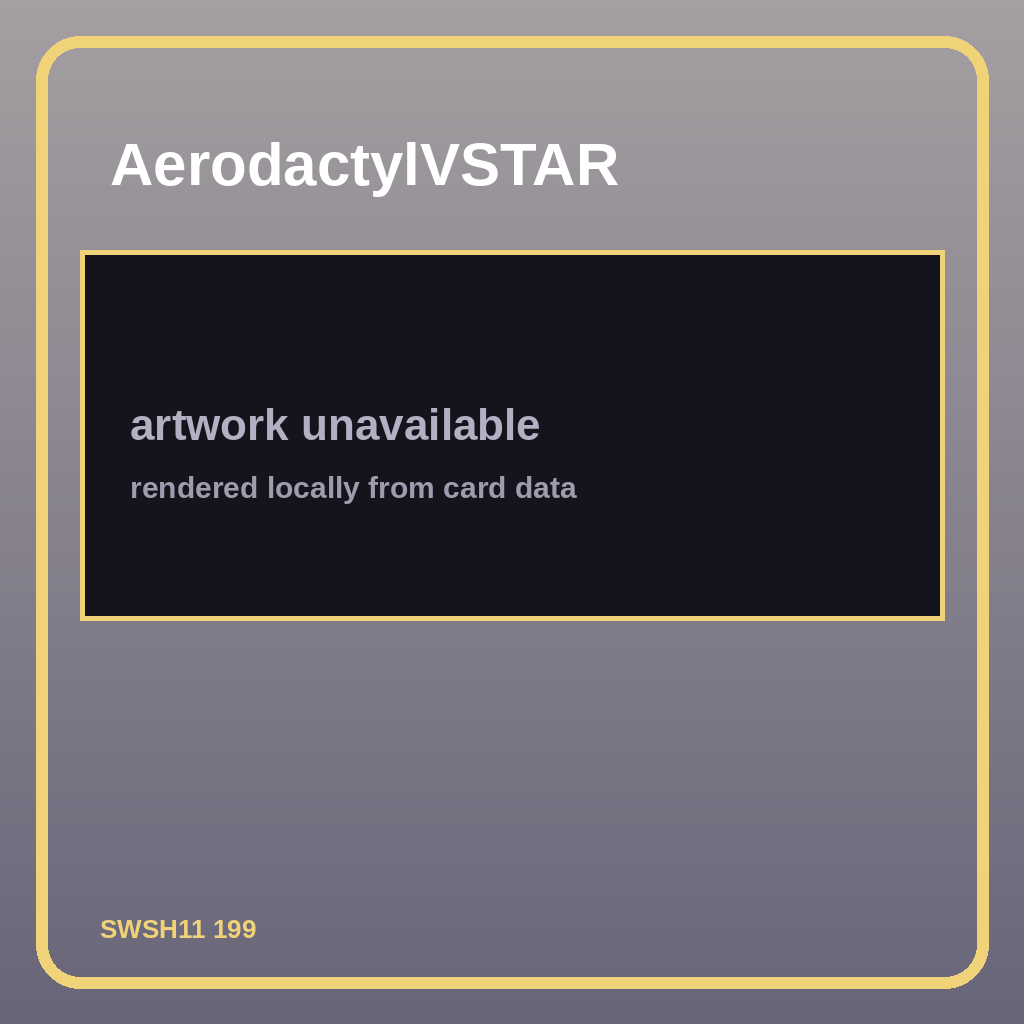 AerodactylVSTAR
artwork unavailable
rendered locally from card data
SWSH11 199